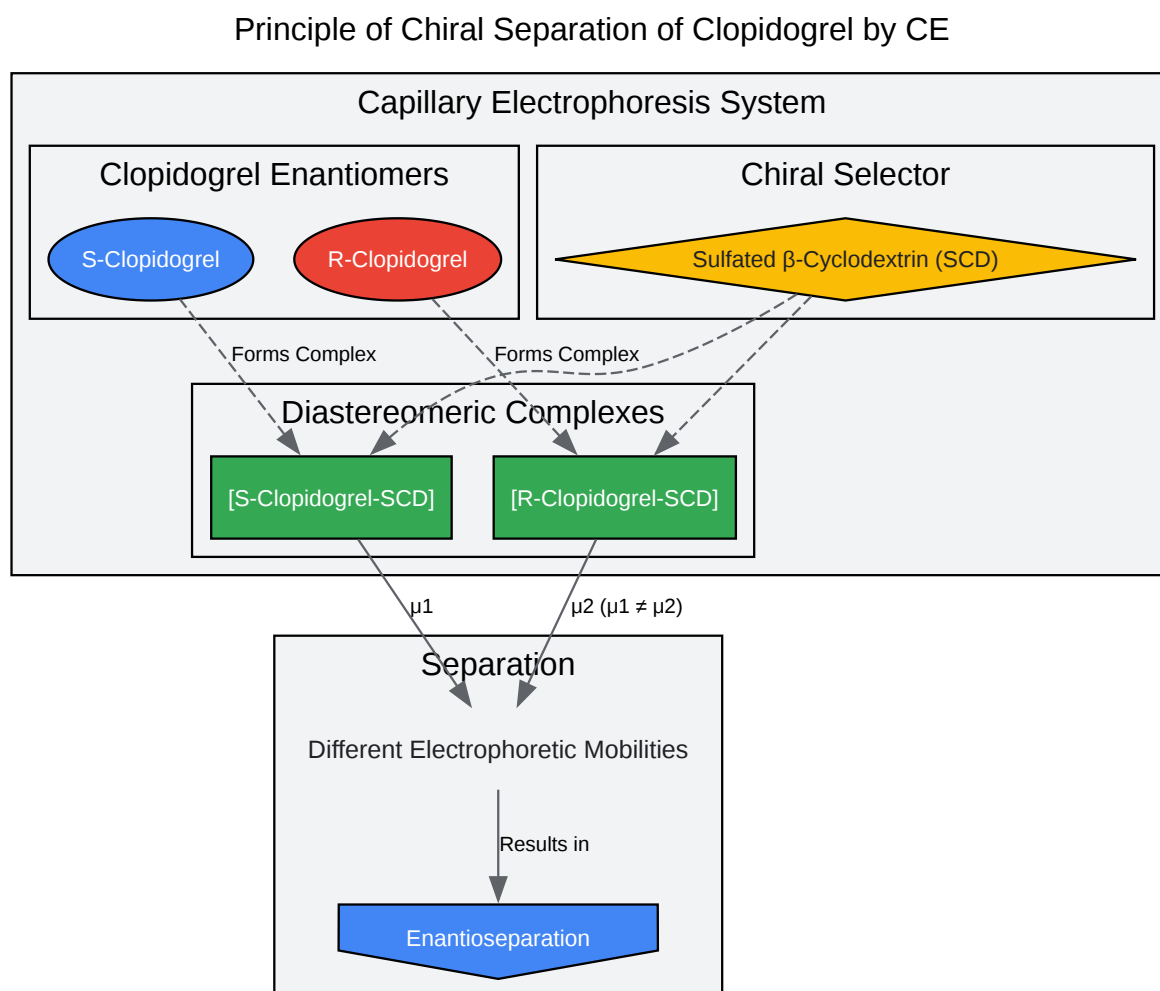 Principle of Chiral Separation of Clopidogrel by CE
Capillary Electrophoresis System
Clopidogrel Enantiomers
Chiral Selector
S-Clopidogrel
R-Clopidogrel
Sulfated β-Cyclodextrin (SCD)
Forms Complex
Forms Complex
Diastereomeric Complexes
[S-Clopidogrel-SCD]
[R-Clopidogrel-SCD]
μ1
μ2 (μ1 ≠ μ2)
Separation
Different Electrophoretic Mobilities
Results in
Enantioseparation